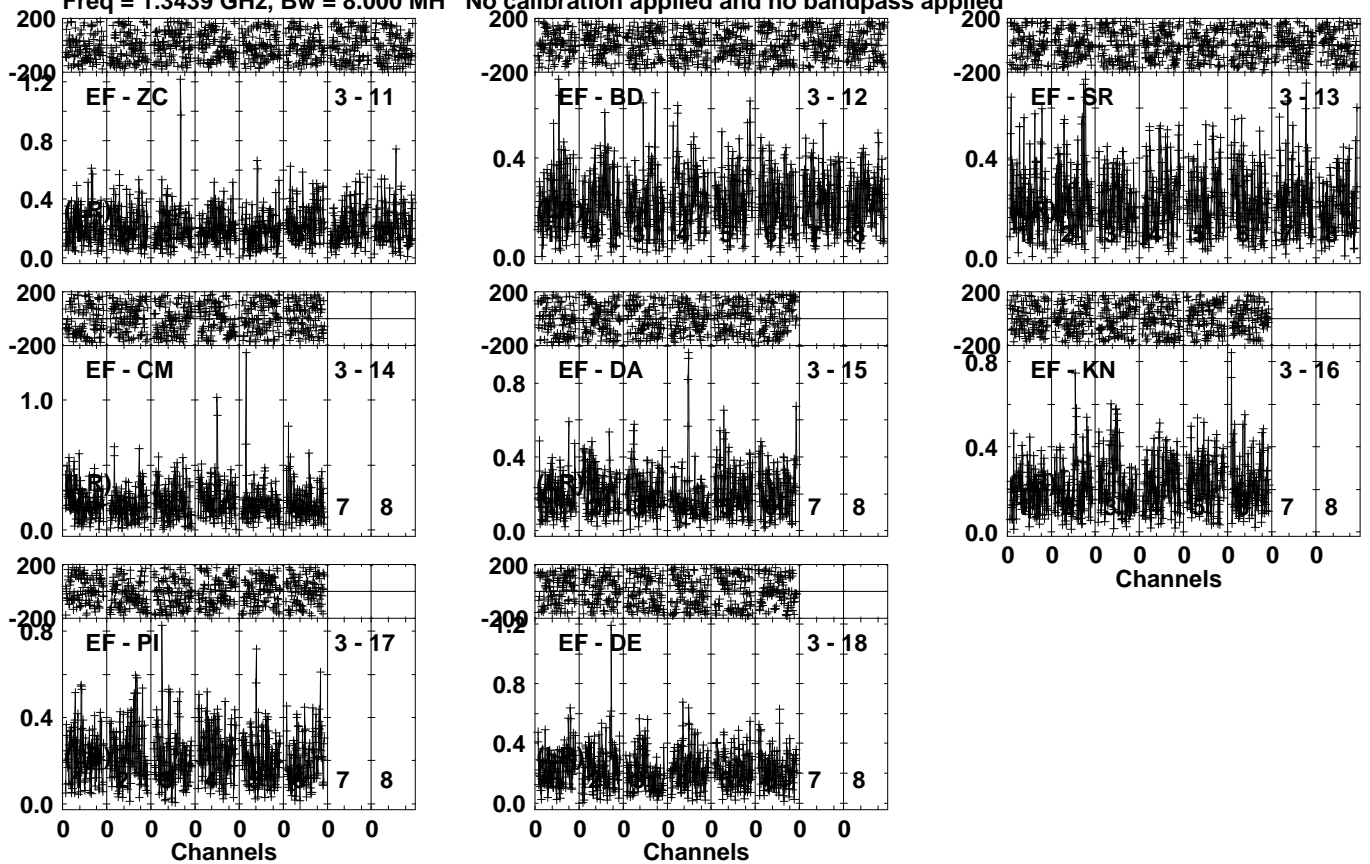 Freq = 1.3439 GHz, Bw = 8.000 MH No calibration applied and no bandpass applied
200 200 200
-200 -200 -200
1.2 EF - ZC 3 - 11 EF - BD 3 - 12 EF - SR 3 - 13
0.8
0.4 0.4 0.4
0.0 0.0 0.0
200 200 200
-200 -200 -200
EF - CM 3 - 14 EF - DA 3 - 15 EF - KN 3 - 16
1.0 0.8 0.8
0.4 0.4
7 8 7 8 7 8
0.0 0.0 0.0
0 0 0 0 0 0 0 0
Channels
200 200
-200 -200
0.8 EF - PI 3 - 17 1.2 EF - DE 3 - 18
0.8
0.4 0.4
7 8 7 8
0.0 0.0
0 0 0 0 0 0 0 0 0 0 0 0 0 0 0 0
Channels Channels